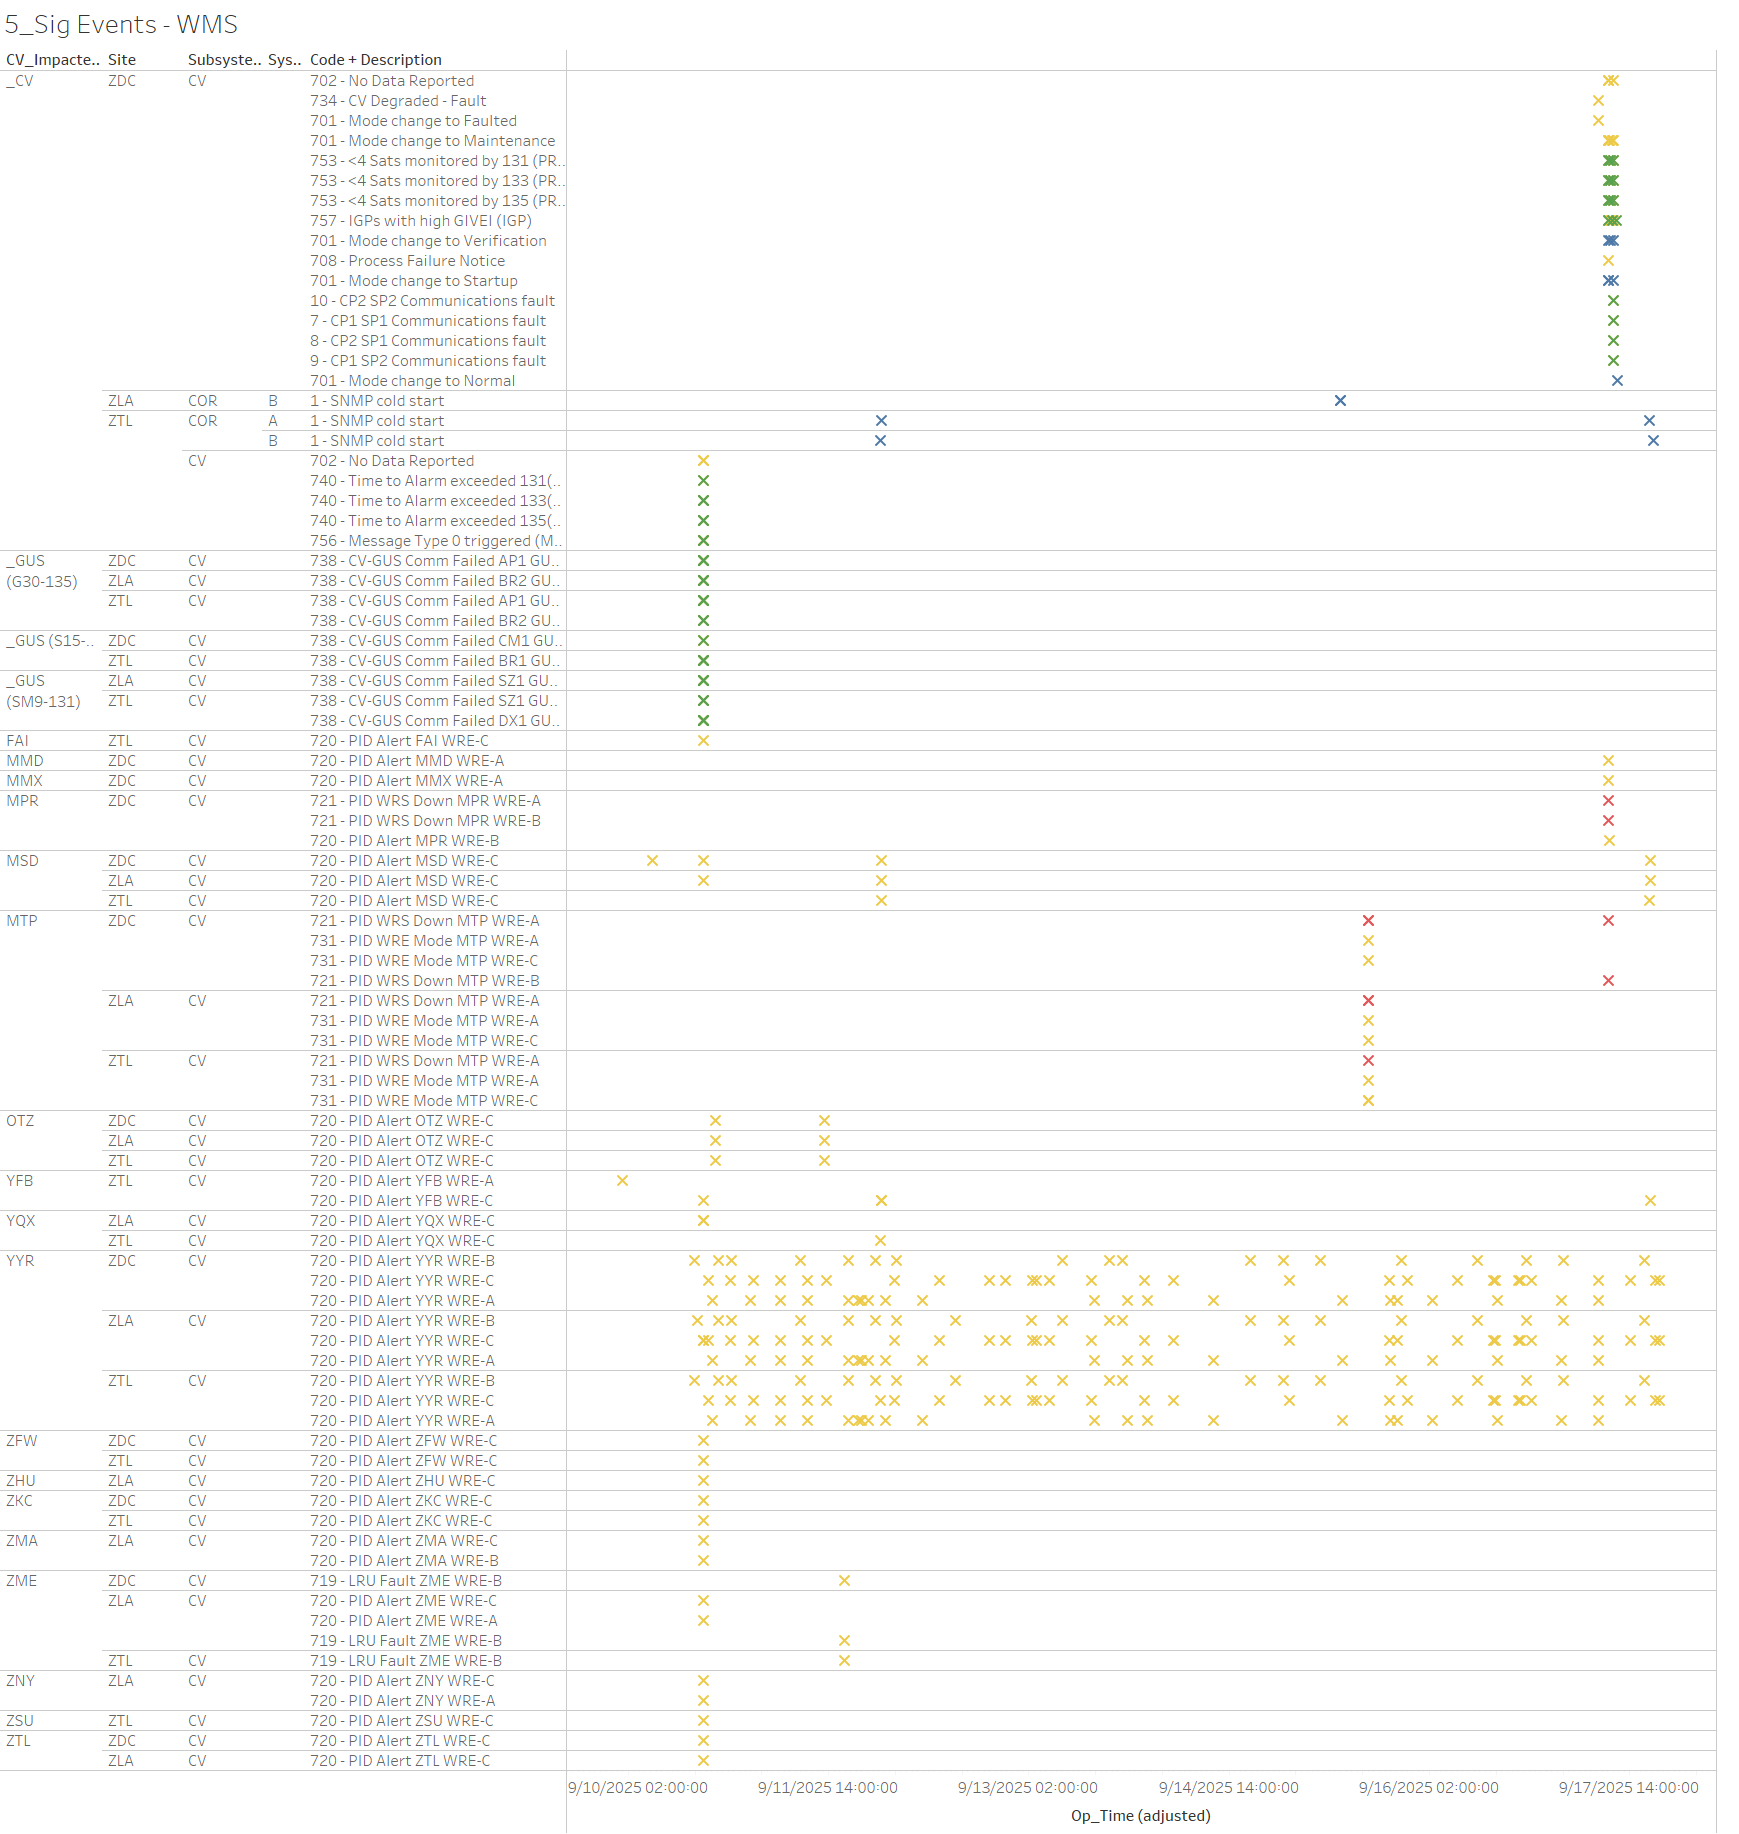 5_Sig Events - WMS
CV_Impacte.. Site Subsyste.. Sys.. Code + Description
_CV ZDC CV 702 - No Data Reported
734 - CV Degraded - Fault
701 - Mode change to Faulted
701 - Mode change to Maintenance
753 - <4 Sats monitored by 131 (PR..
753 - <4 Sats monitored by 133 (PR..
753 - <4 Sats monitored by 135 (PR..
757 - IGPs with high GIVEI (IGP)
701 - Mode change to Verification
708 - Process Failure Notice
701 - Mode change to Startup
10 - CP2 SP2 Communications fault
7 - CP1 SP1 Communications fault
8 - CP2 SP1 Communications fault
9 - CP1 SP2 Communications fault
701 - Mode change to Normal
ZLA COR B 1 - SNMP cold start
ZTL COR A 1 - SNMP cold start
B 1 - SNMP cold start
CV 702 - No Data Reported
740 - Time to Alarm exceeded 131(..
740 - Time to Alarm exceeded 133(..
740 - Time to Alarm exceeded 135(..
756 - Message Type 0 triggered (M..
_GUS ZDC CV 738 - CV-GUS Comm Failed AP1 GU..
(G30-135) ZLA CV 738 - CV-GUS Comm Failed BR2 GU..
ZTL CV 738 - CV-GUS Comm Failed AP1 GU..
738 - CV-GUS Comm Failed BR2 GU..
_GUS (S15-.. ZDC CV 738 - CV-GUS Comm Failed CM1 GU..
ZTL CV 738 - CV-GUS Comm Failed BR1 GU..
_GUS ZLA CV 738 - CV-GUS Comm Failed SZ1 GU..
(SM9-131) ZTL CV 738 - CV-GUS Comm Failed SZ1 GU..
738 - CV-GUS Comm Failed DX1 GU..
FAI ZTL CV 720 - PID Alert FAI WRE-C
MMD ZDC CV 720 - PID Alert MMD WRE-A
MMX ZDC CV 720 - PID Alert MMX WRE-A
MPR ZDC CV 721 - PID WRS Down MPR WRE-A
721 - PID WRS Down MPR WRE-B
720 - PID Alert MPR WRE-B
MSD ZDC CV 720 - PID Alert MSD WRE-C
ZLA CV 720 - PID Alert MSD WRE-C
ZTL CV 720 - PID Alert MSD WRE-C
MTP ZDC CV 721 - PID WRS Down MTP WRE-A
731 - PID WRE Mode MTP WRE-A
731 - PID WRE Mode MTP WRE-C
721 - PID WRS Down MTP WRE-B
ZLA CV 721 - PID WRS Down MTP WRE-A
731 - PID WRE Mode MTP WRE-A
731 - PID WRE Mode MTP WRE-C
ZTL CV 721 - PID WRS Down MTP WRE-A
731 - PID WRE Mode MTP WRE-A
731 - PID WRE Mode MTP WRE-C
OTZ ZDC CV 720 - PID Alert OTZ WRE-C
ZLA CV 720 - PID Alert OTZ WRE-C
ZTL CV 720 - PID Alert OTZ WRE-C
YFB ZTL CV 720 - PID Alert YFB WRE-A
720 - PID Alert YFB WRE-C
YQX ZLA CV 720 - PID Alert YQX WRE-C
ZTL CV 720 - PID Alert YQX WRE-C
YYR ZDC CV 720 - PID Alert YYR WRE-B
720 - PID Alert YYR WRE-C
720 - PID Alert YYR WRE-A
ZLA CV 720 - PID Alert YYR WRE-B
720 - PID Alert YYR WRE-C
720 - PID Alert YYR WRE-A
ZTL CV 720 - PID Alert YYR WRE-B
720 - PID Alert YYR WRE-C
720 - PID Alert YYR WRE-A
ZFW ZDC CV 720 - PID Alert ZFW WRE-C
ZTL CV 720 - PID Alert ZFW WRE-C
ZHU ZLA CV 720 - PID Alert ZHU WRE-C
ZKC ZDC CV 720 - PID Alert ZKC WRE-C
ZTL CV 720 - PID Alert ZKC WRE-C
ZMA ZLA CV 720 - PID Alert ZMA WRE-C
720 - PID Alert ZMA WRE-B
ZME ZDC CV 719 - LRU Fault ZME WRE-B
ZLA CV 720 - PID Alert ZME WRE-C
720 - PID Alert ZME WRE-A
719 - LRU Fault ZME WRE-B
ZTL CV 719 - LRU Fault ZME WRE-B
ZNY ZLA CV 720 - PID Alert ZNY WRE-C
720 - PID Alert ZNY WRE-A
ZSU ZTL CV 720 - PID Alert ZSU WRE-C
ZTL ZDC CV 720 - PID Alert ZTL WRE-C
ZLA CV 720 - PID Alert ZTL WRE-C
9/10/2025 02:00:00 9/11/2025 14:00:00 9/13/2025 02:00:00 9/14/2025 14:00:00 9/16/2025 02:00:00 9/17/2025 14:00:00
Op_Time (adjusted)